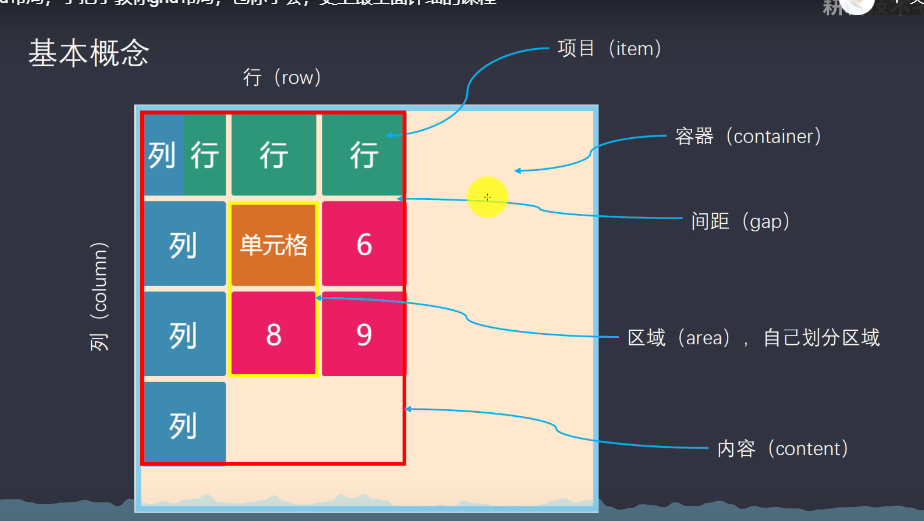 基本概念
行（row）
项目（item）
列 行 行 行
容器（container）
间距（gap）
列 单元格 6
列（column）
列 8 9
区域（area），自己划分区域
列
内容（content）